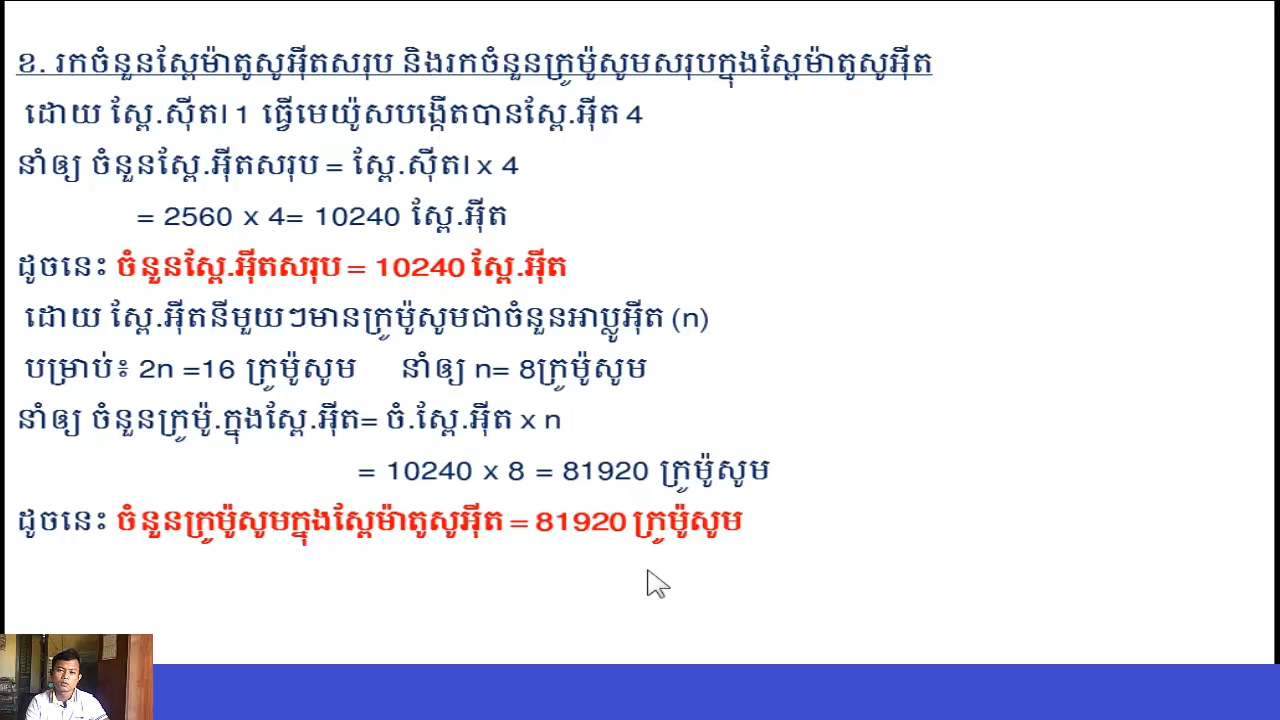 ខ. រកចំនួនស្ពែម៉ាតូសូអ៊ីតសរុប និងរកចំនួនក្រូម៉ូសូមសរុបក្នុងស្ពែម៉ាតូសូអ៊ីត
ដោយ ស្ពែ.ស៊ីតI 1 ធ្វើមេយ៉ូសបង្កើតបានស្ពែ.អ៊ីត 4
នាំឲ្យ ចំនួនស្ពែ.អ៊ីតសរុប = ស្ពែ.ស៊ីតI x 4
= 2560 x 4= 10240 ស្ពែ.អ៊ីត
ដូចនេះ ចំនួនស្ពែ.អ៊ីតសរុប = 10240 ស្ពែ.អ៊ីត
ដោយ ស្ពែ.អ៊ីតនីមួយៗមានក្រូម៉ូសូមជាចំនួនអាប្លូអ៊ីត (n)
បម្រាប់៖ 2n =16 ក្រូម៉ូសូម នាំឲ្យ n= 8ក្រូម៉ូសូម
នាំឲ្យ ចំនួនក្រូម៉ូ.ក្នុងស្ពែ.អ៊ីត= ចំ.ស្ពែ.អ៊ីត x n
= 10240 x 8 = 81920 ក្រូម៉ូសូម
ដូចនេះ ចំនួនក្រូម៉ូសូមក្នុងស្ពែម៉ាតូសូអ៊ីត = 81920 ក្រូម៉ូសូម